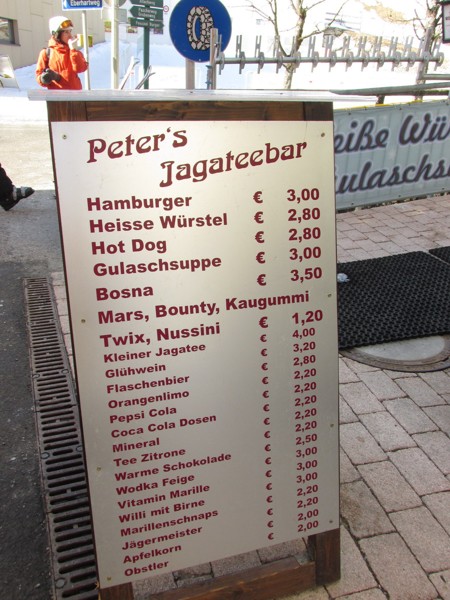 Eberhartweg
Peter's
Jagateebar
Hamburger € 3,00
Heisse Würstel € 2,80
Hot Dog € 2,80
Gulaschsuppe € 3,00
Bosna € 3,50
Mars, Bounty, Kaugummi
Twix, Nussini € 1,20
Kleiner Jagatee € 4,00
Glühwein € 3,20
Flaschenbier € 2,80
Orangenlimo € 2,20
Pepsi Cola € 2,20
Coca Cola Dosen € 2,20
Mineral € 2,20
Tee Zitrone € 2,20
Warme Schokolade € 2,50
Wodka Feige € 3,00
Vitamin Marille € 3,00
Willi mit Birne € 3,00
Marillenschnaps € 2,20
Jägermeister € 2,20
Apfelkorn € 2,00
Obstler € 2,00
eiße Wü
ulaschs